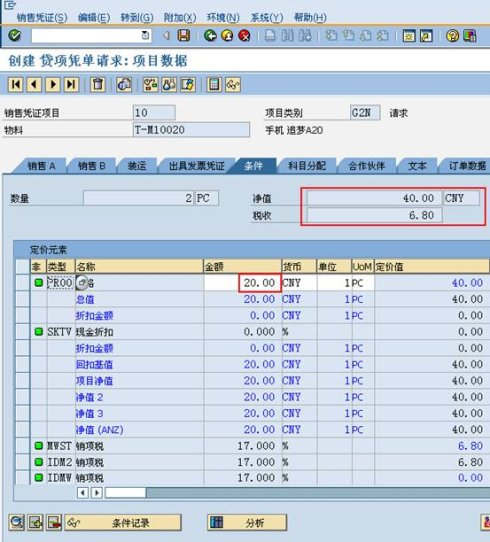 销售凭证(S) 编辑(E) 转到(G) 附加(X) 环境(N) 系统(Y) 帮助(H)
创建 贷项凭单请求: 项目数据
销售凭证项目 10 项目类别 G2N 请求
物料 T-M10020 手机 追梦A20
销售 A 销售 B 装运 出具发票凭证 条件 科目分配 合作伙伴 文本 订单数据
数量 2 PC 净值 40.00 CNY
税收 6.80
定价元素
非 类型 名称 金额 货币 单位 UoM 定价值
PR00 格 20.00 CNY 1 PC 40.00
总值 20.00 CNY 1 PC 40.00
折扣金额 0.00 CNY 1 PC 0.00
SKTV 现金折扣 0.000 % 0.00
折扣金额 0.00 CNY 1 PC 0.00
回扣基值 20.00 CNY 1 PC 40.00
项目净值 20.00 CNY 1 PC 40.00
净值 2 20.00 CNY 1 PC 40.00
净值 3 20.00 CNY 1 PC 40.00
净值 (ANZ) 20.00 CNY 1 PC 40.00
MWST 销项税 17.000 % 6.80
IDM2 销项税 17.000 % 6.80
IDMW 销项税 17.000 % 0.00
条件记录 分析